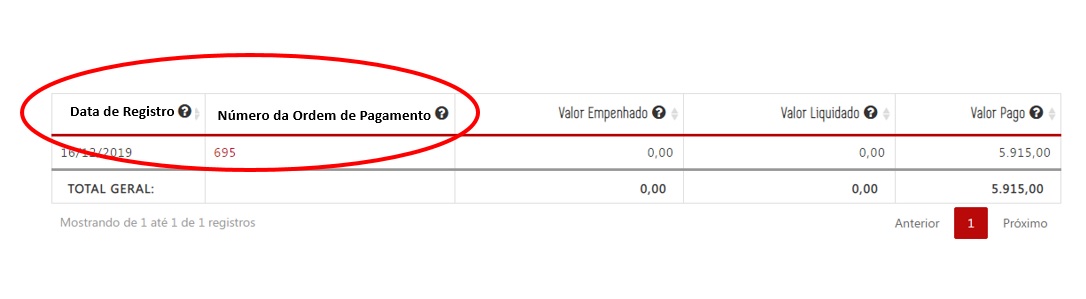 Data de Registro ? Número da Ordem de Pagamento ? Valor Empenhado ? Valor Liquidado ? Valor Pago ?
16/12/2019 695 0,00 0,00 5.915,00
TOTAL GERAL: 0,00 0,00 5.915,00
Mostrando de 1 até 1 de 1 registros Anterior 1 Próximo